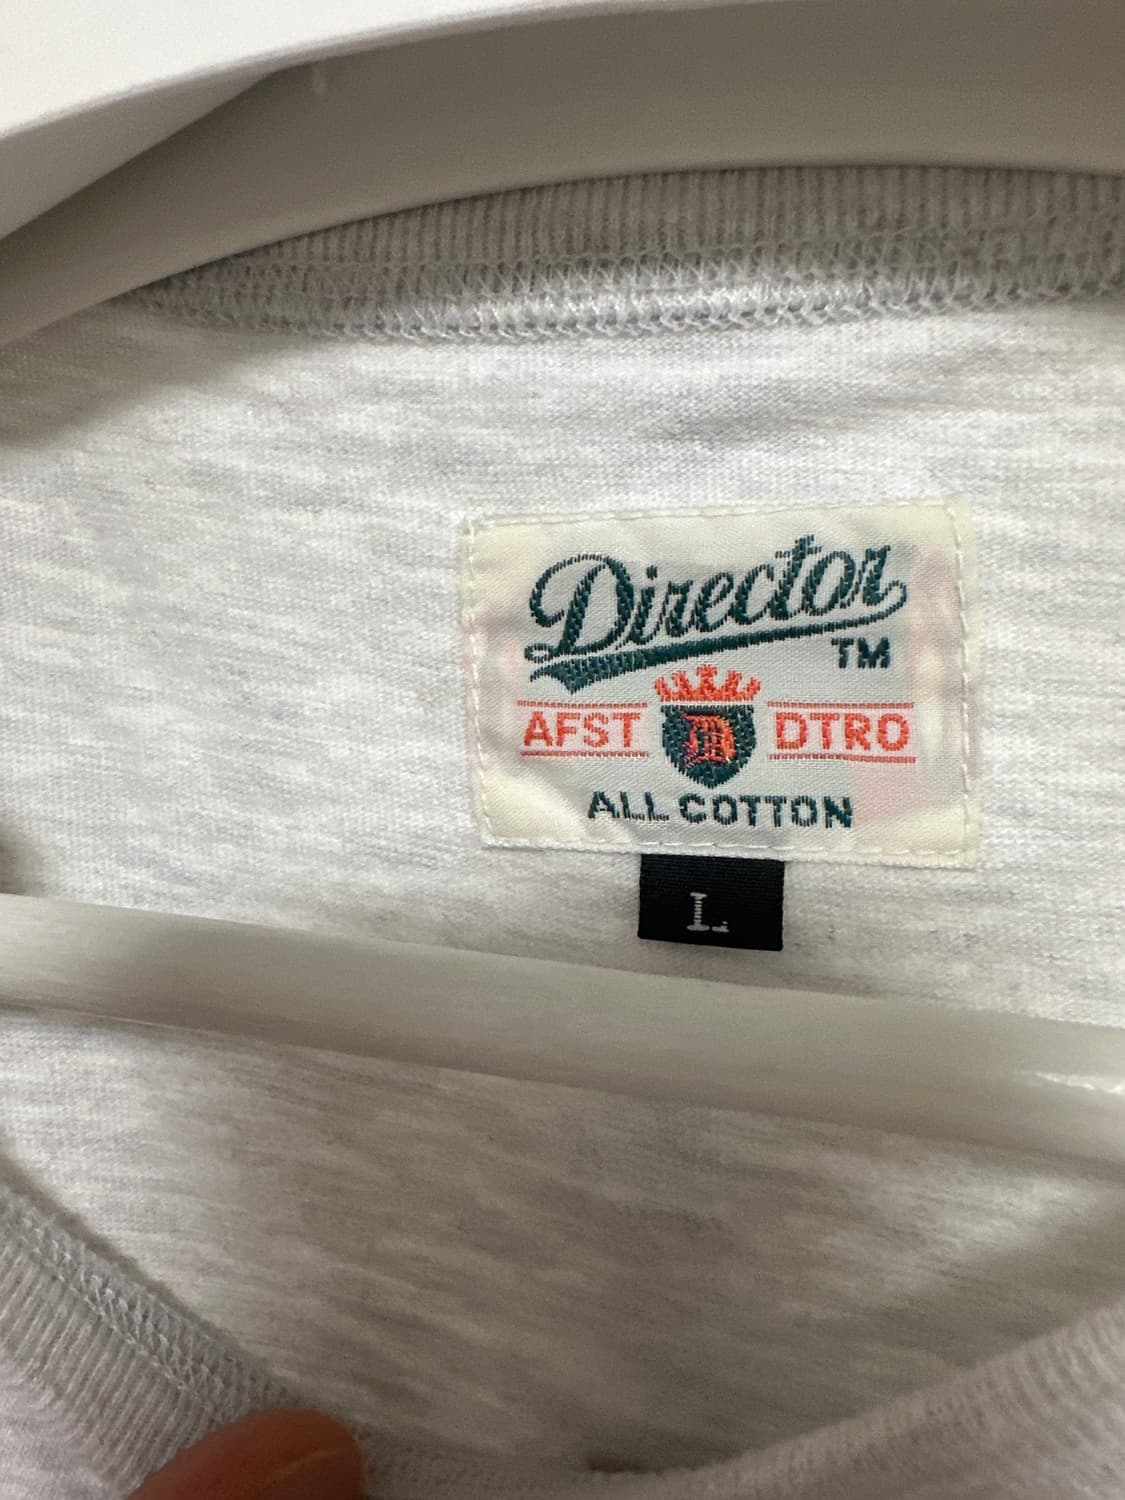 Director
TM
AFST D DTRO
ALL COTTON
L